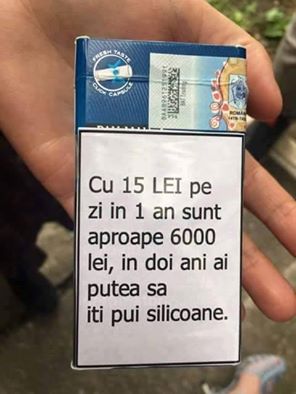 FRESH TASTE
CLICK CAPSULE
Cu 15 LEI pe
zi in 1 an sunt
aproape 6000
lei, in doi ani ai
putea sa
iti pui silicoane.